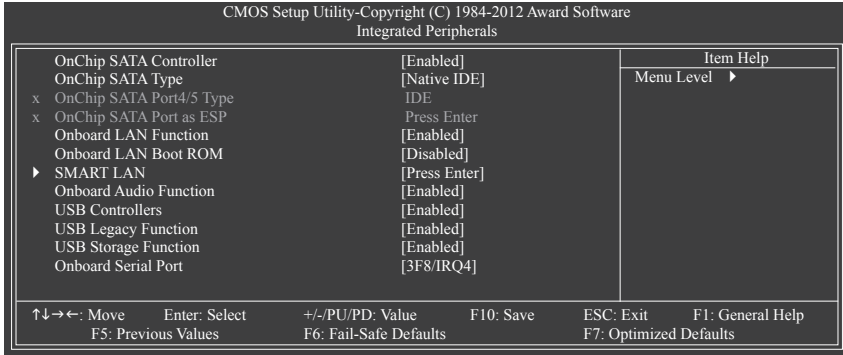 CMOS Setup Utility-Copyright (C) 1984-2012 Award Software
Integrated Peripherals
OnChip SATA Controller [Enabled]
OnChip SATA Type [Native IDE]
x OnChip SATA Port4/5 Type IDE
x OnChip SATA Port as ESP Press Enter
Onboard LAN Function [Enabled]
Onboard LAN Boot ROM [Disabled]
SMART LAN [Press Enter]
Onboard Audio Function [Enabled]
USB Controllers [Enabled]
USB Legacy Function [Enabled]
USB Storage Function [Enabled]
Onboard Serial Port [3F8/IRQ4]
Item Help
Menu Level
↑↓→←: Move Enter: Select +/-/PU/PD: Value F10: Save ESC: Exit F1: General Help
F5: Previous Values F6: Fail-Safe Defaults F7: Optimized Defaults